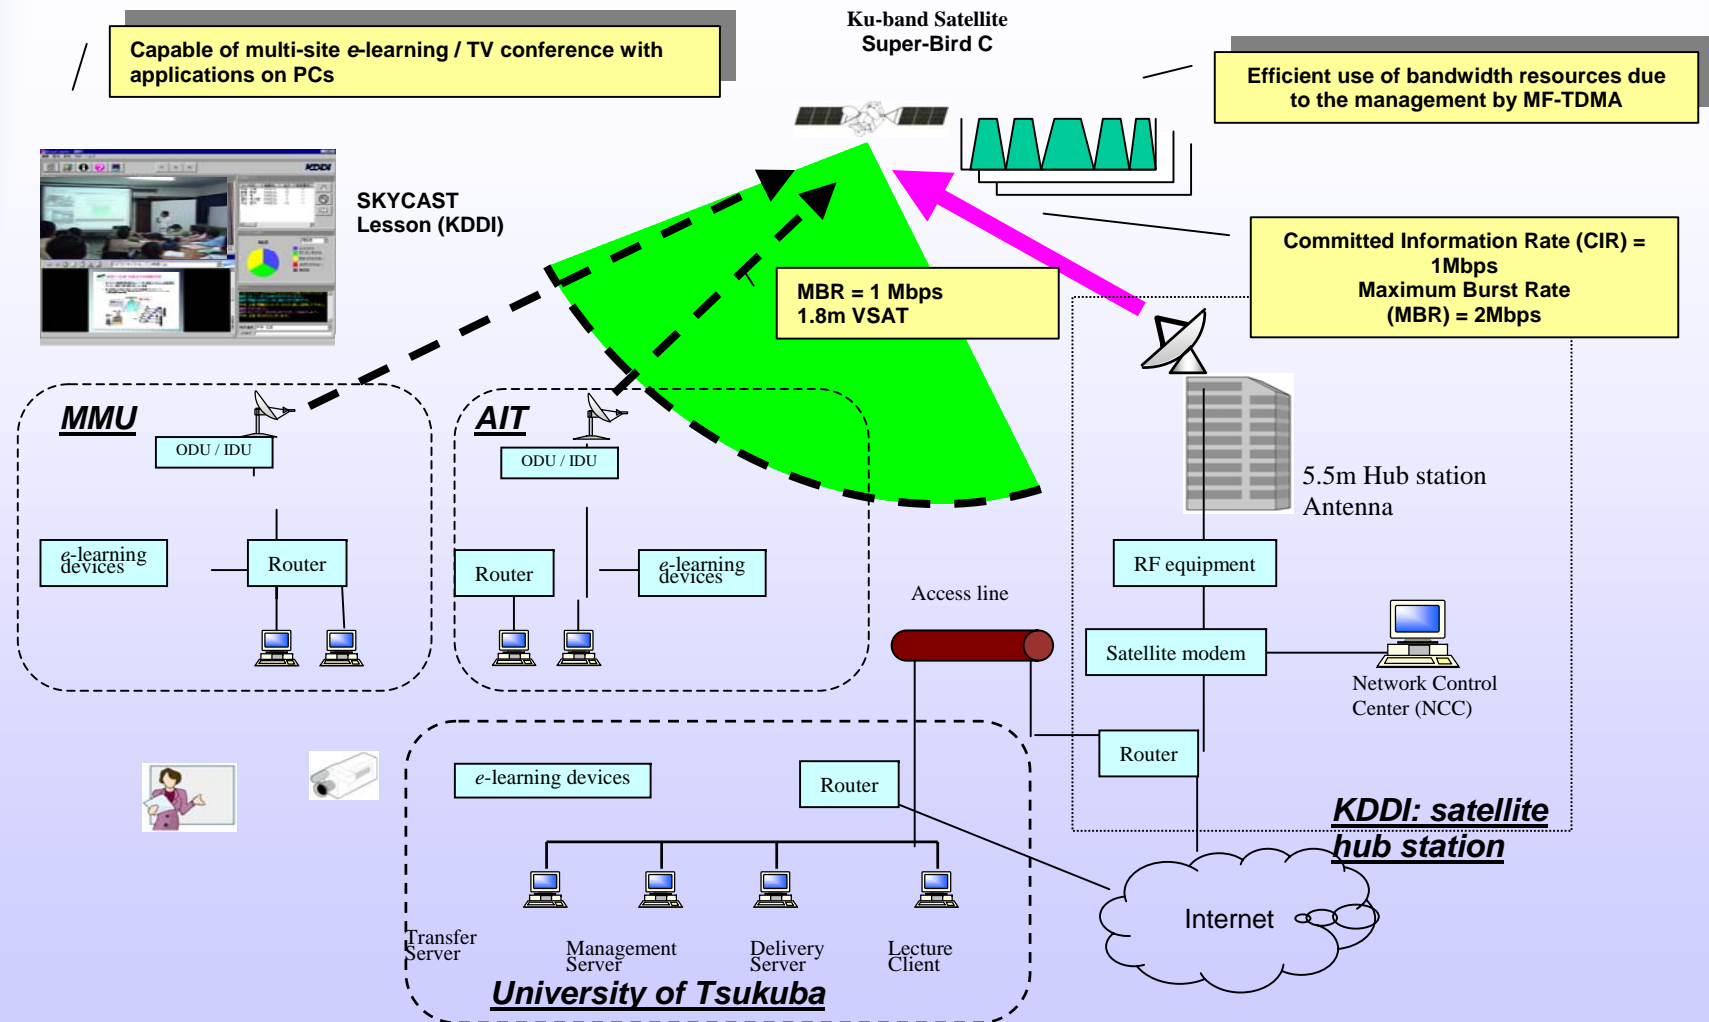 Ku-band Satellite
Super-Bird C
Capable of multi-site e-learning / TV conference with
applications on PCs
Efficient use of bandwidth resources due
to the management by MF-TDMA
KDDI
SKYCAST
Lesson (KDDI)
Committed Information Rate (CIR) =
1Mbps
Maximum Burst Rate
(MBR) = 2Mbps
MBR = 1 Mbps
1.8m VSAT
MMU
ODU / IDU
e-learning
devices
Router
AIT
ODU / IDU
Router
e-learning
devices
5.5m Hub station
Antenna
RF equipment
Access line
Satellite modem
Network Control
Center (NCC)
Router
KDDI: satellite
hub station
e-learning devices
Router
Internet
Transfer
Server
Management
Server
Delivery
Server
Lecture
Client
University of Tsukuba